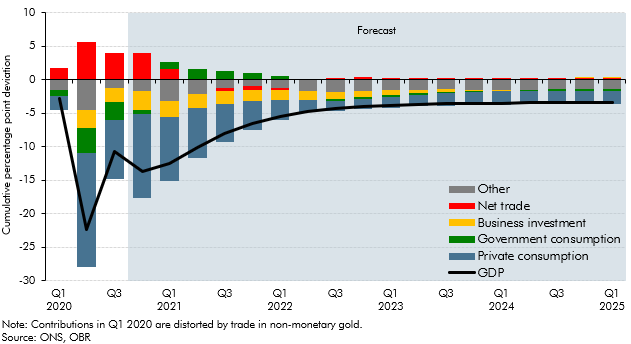 Cumulative percentage point deviation
10
5
0
-5
-10
-15
-20
-25
-30
Forecast
Other
Net trade
Business investment
Government consumption
Private consumption
GDP
Q1 Q3 Q1 Q3 Q1 Q3 Q1 Q3 Q1 Q3 Q1
2020 2021 2022 2023 2024 2025
Note: Contributions in Q1 2020 are distorted by trade in non-monetary gold.
Source: ONS, OBR